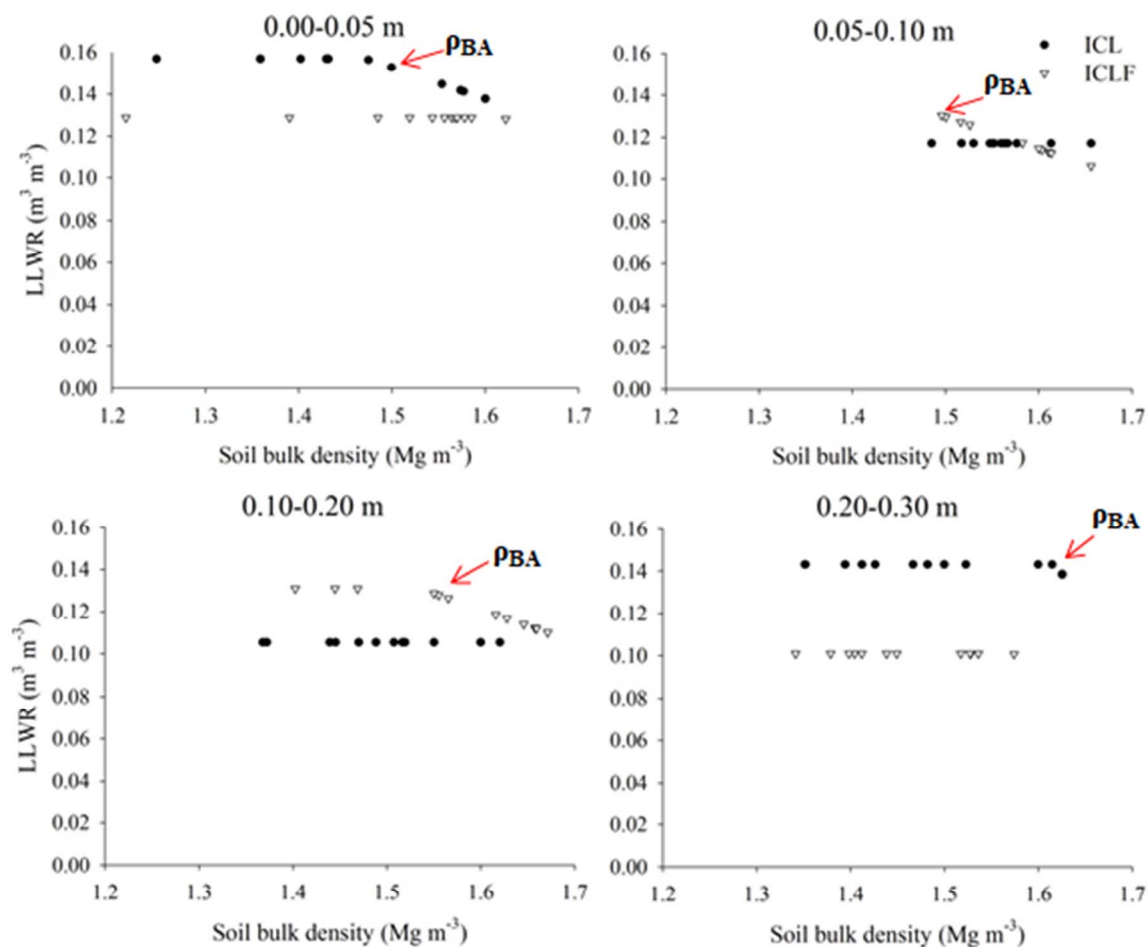 0.00-0.05 m
0.16
0.14
0.12
0.10
0.08
0.06
0.04
0.02
0.00
LLWR (m³ m⁻³)
ρBA
1.2 1.3 1.4 1.5 1.6 1.7
Soil bulk density (Mg m⁻³)
0.05-0.10 m
ICL
ICLF
0.16
0.14
0.12
0.10
0.08
0.06
0.04
0.02
0.00
ρBA
1.2 1.3 1.4 1.5 1.6 1.7
Soil bulk density (Mg m⁻³)
0.10-0.20 m
0.16
0.14
0.12
0.10
0.08
0.06
0.04
0.02
0.00
LLWR (m³ m⁻³)
ρBA
1.2 1.3 1.4 1.5 1.6 1.7
Soil bulk density (Mg m⁻³)
0.20-0.30 m
0.16
0.14
0.12
0.10
0.08
0.06
0.04
0.02
0.00
ρBA
1.2 1.3 1.4 1.5 1.6 1.7
Soil bulk density (Mg m⁻³)